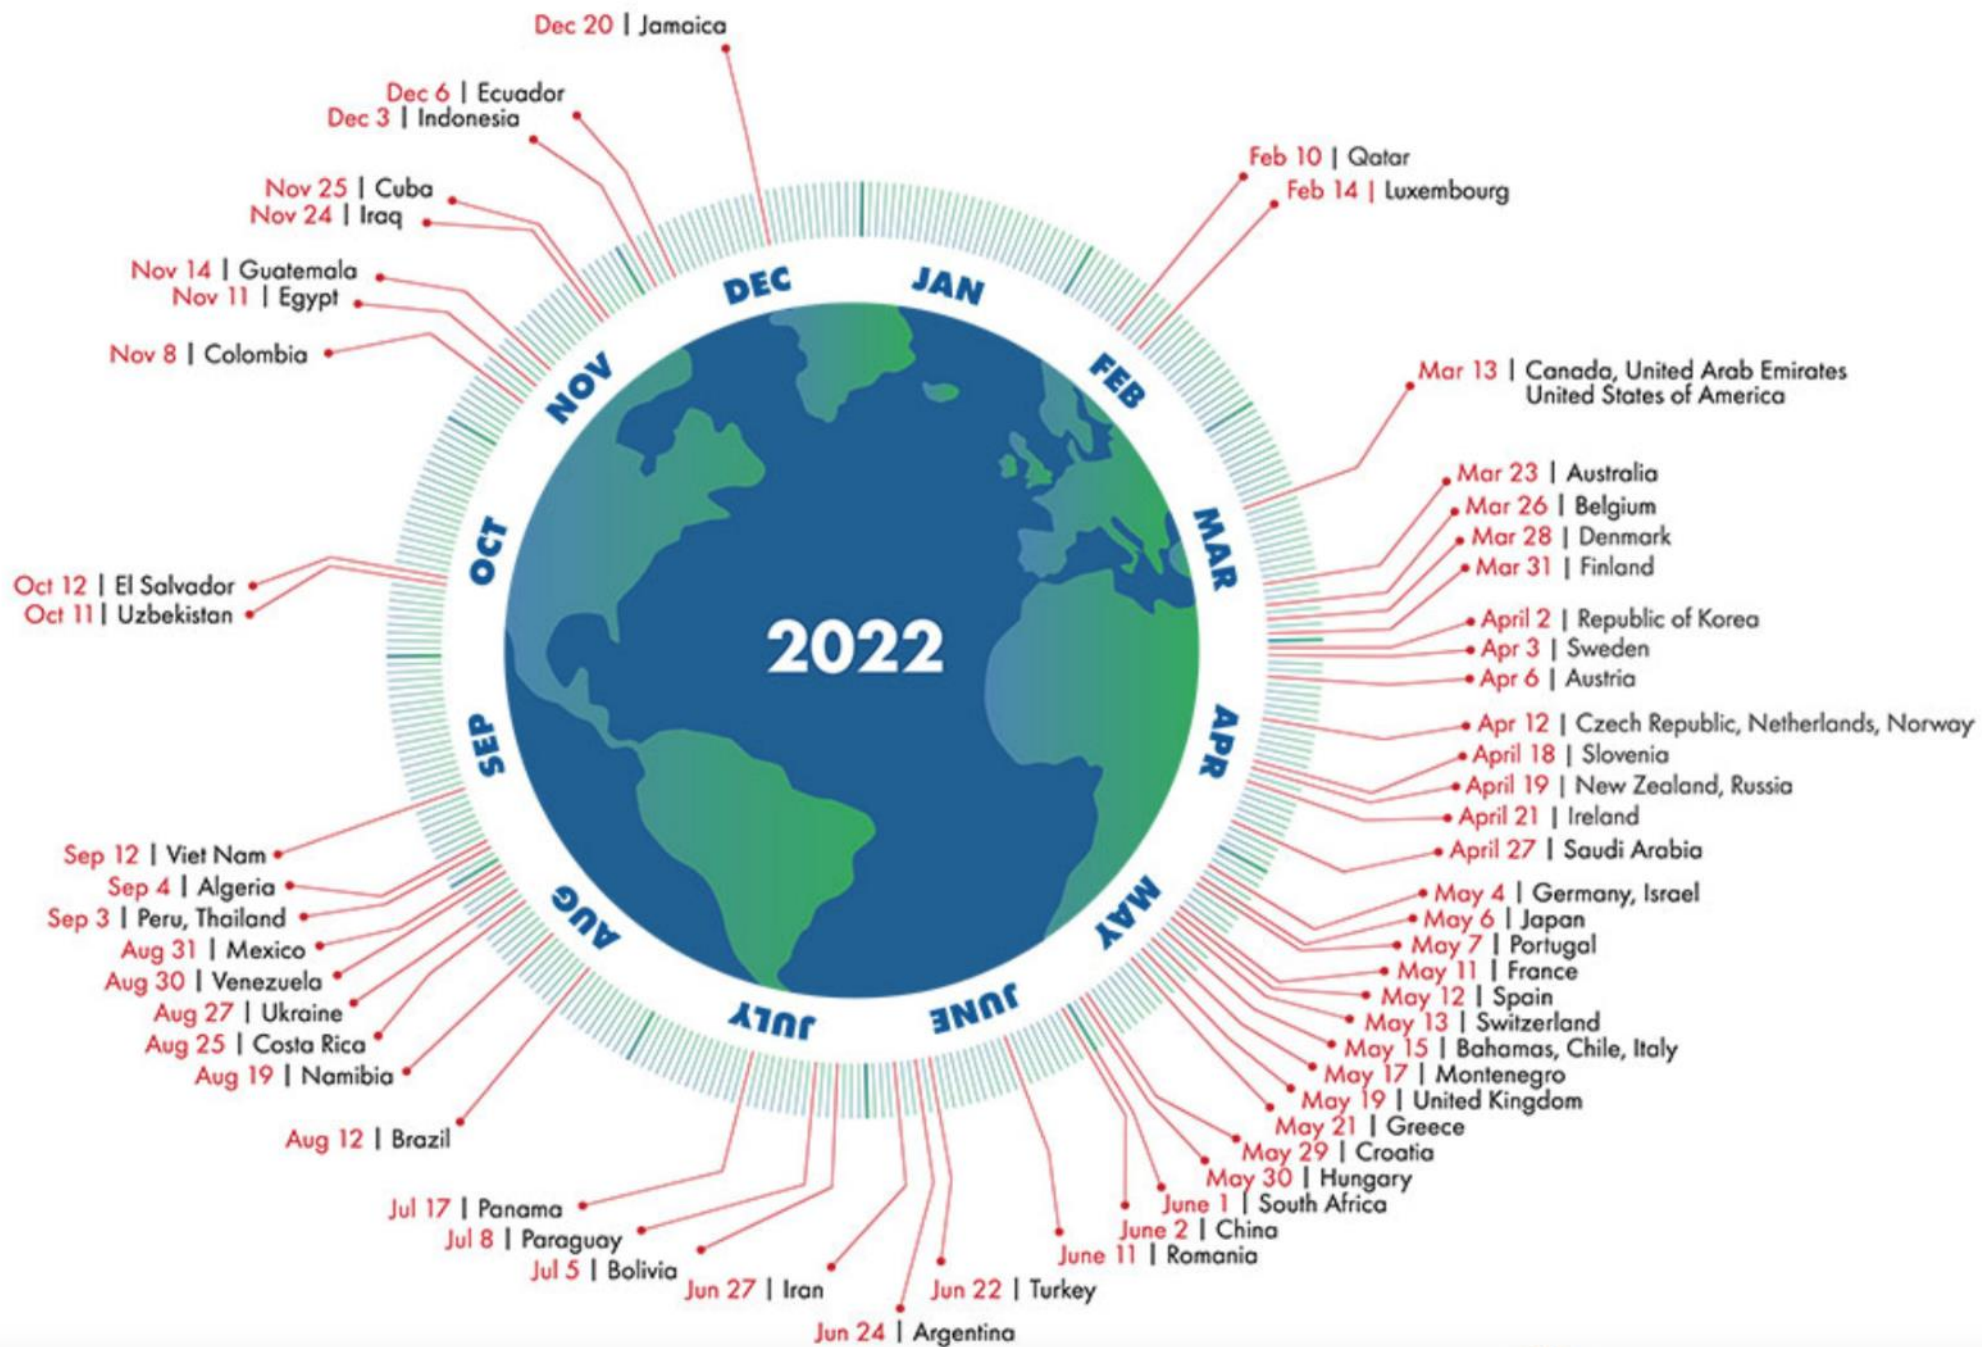 Dec 20 | Jamaica
Dec 6 | Ecuador
Dec 3 | Indonesia
Nov 25 | Cuba
Nov 24 | Iraq
Nov 14 | Guatemala
Nov 11 | Egypt
Nov 8 | Colombia
Oct 12 | El Salvador
Oct 11 | Uzbekistan
Sep 12 | Viet Nam
Sep 4 | Algeria
Sep 3 | Peru, Thailand
Aug 31 | Mexico
Aug 30 | Venezuela
Aug 27 | Ukraine
Aug 25 | Costa Rica
Aug 19 | Namibia
Aug 12 | Brazil
Jul 17 | Panama
Jul 8 | Paraguay
Jul 5 | Bolivia
Jun 27 | Iran
Jun 24 | Argentina
Jun 22 | Turkey
Feb 10 | Qatar
Feb 14 | Luxembourg
Mar 13 | Canada, United Arab Emirates
United States of America
Mar 23 | Australia
Mar 26 | Belgium
Mar 28 | Denmark
Mar 31 | Finland
April 2 | Republic of Korea
Apr 3 | Sweden
Apr 6 | Austria
Apr 12 | Czech Republic, Netherlands, Norway
April 18 | Slovenia
April 19 | New Zealand, Russia
April 21 | Ireland
April 27 | Saudi Arabia
May 4 | Germany, Israel
May 6 | Japan
May 7 | Portugal
May 11 | France
May 12 | Spain
May 13 | Switzerland
May 15 | Bahamas, Chile, Italy
May 17 | Montenegro
May 19 | United Kingdom
May 21 | Greece
May 29 | Croatia
May 30 | Hungary
June 1 | South Africa
June 2 | China
June 11 | Romania
JAN
FEB
MAR
APR
MAY
JUNE
JULY
AUG
SEP
OCT
NOV
DEC
2022